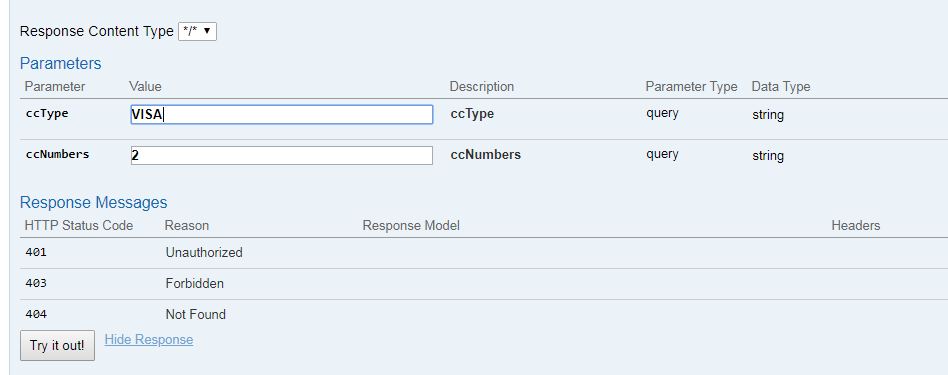 Response Content Type */* ▼
Parameters
Parameter Value Description Parameter Type Data Type
ccType VISA ccType query string
ccNumbers 2 ccNumbers query string
Response Messages
HTTP Status Code Reason Response Model Headers
401 Unauthorized
403 Forbidden
404 Not Found
Try it out! Hide Response